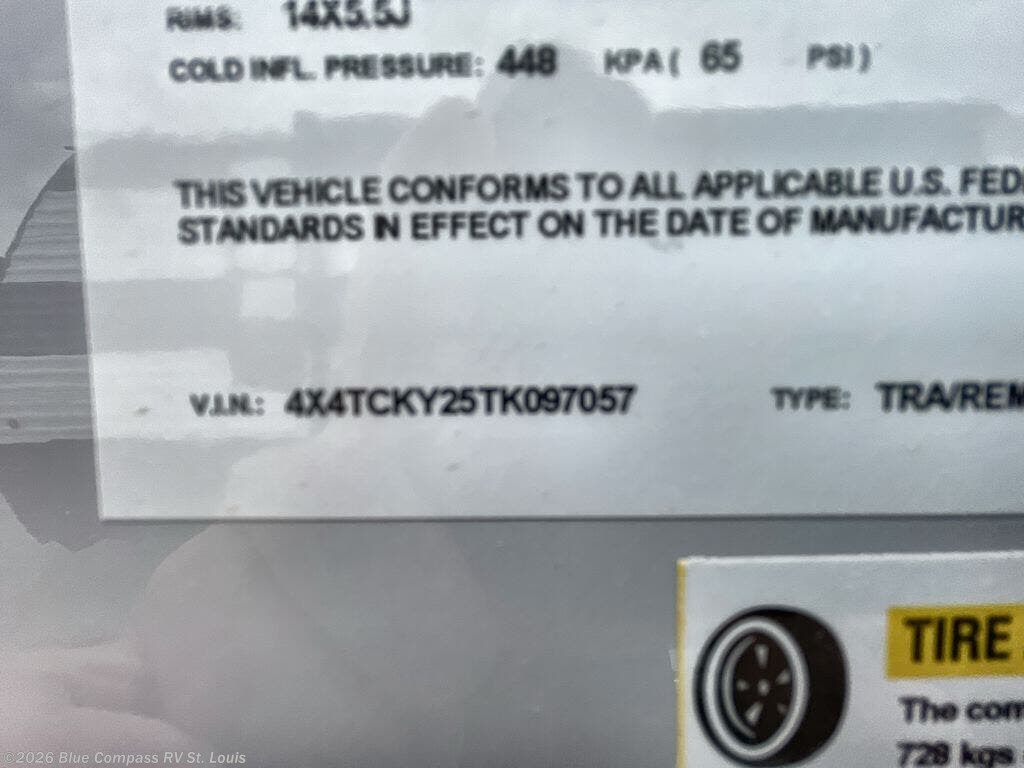 RIMS: 14X5.5J
COLD INFL. PRESSURE: 448 KPA ( 65 PSI )
THIS VEHICLE CONFORMS TO ALL APPLICABLE U.S. FED
STANDARDS IN EFFECT ON THE DATE OF MANUFACTUR
V.I.N.: 4X4TCKY25TK097057 TYPE: TRA/REM
TIRE
The com
728 kgs
©2026 Blue Compass RV St. Louis